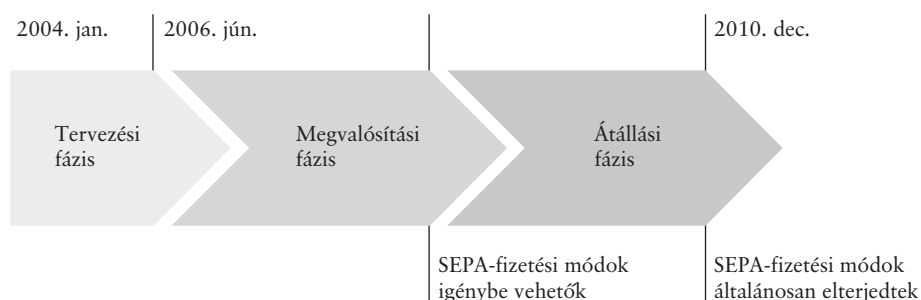 2004. jan.
2006. jún.
2010. dec.
Tervezési
fázis
Megvalósítási
fázis
Átállási
fázis
SEPA-fizetési módok
igénybe vehetők
SEPA-fizetési módok
általánosan elterjedtek